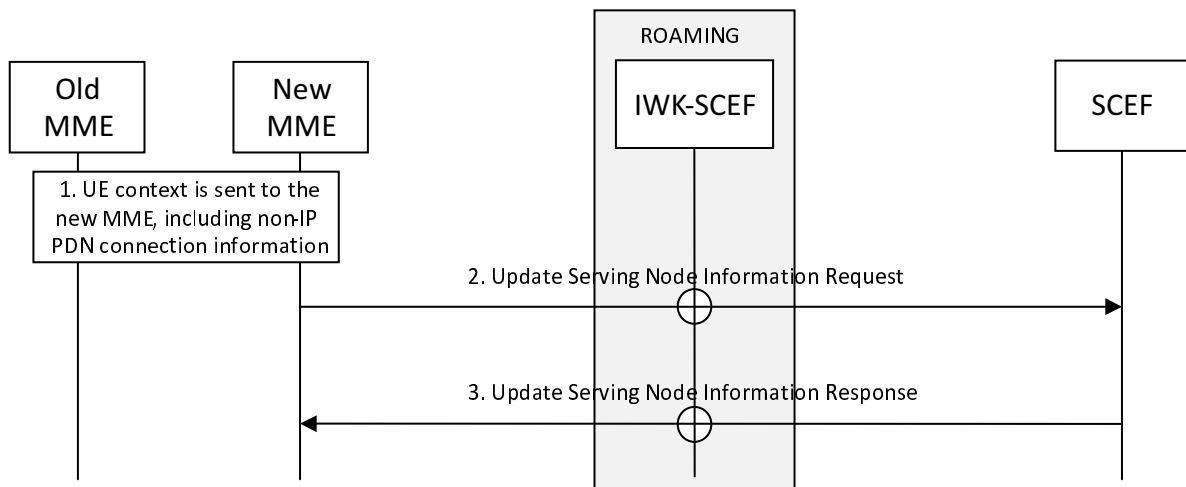 ROAMING
Old
MME
New
MME
IWK-SCEF
SCEF
1. UE context is sent to the
new MME, including non-IP
PDN connection information
2. Update Serving Node Information Request
3. Update Serving Node Information Response